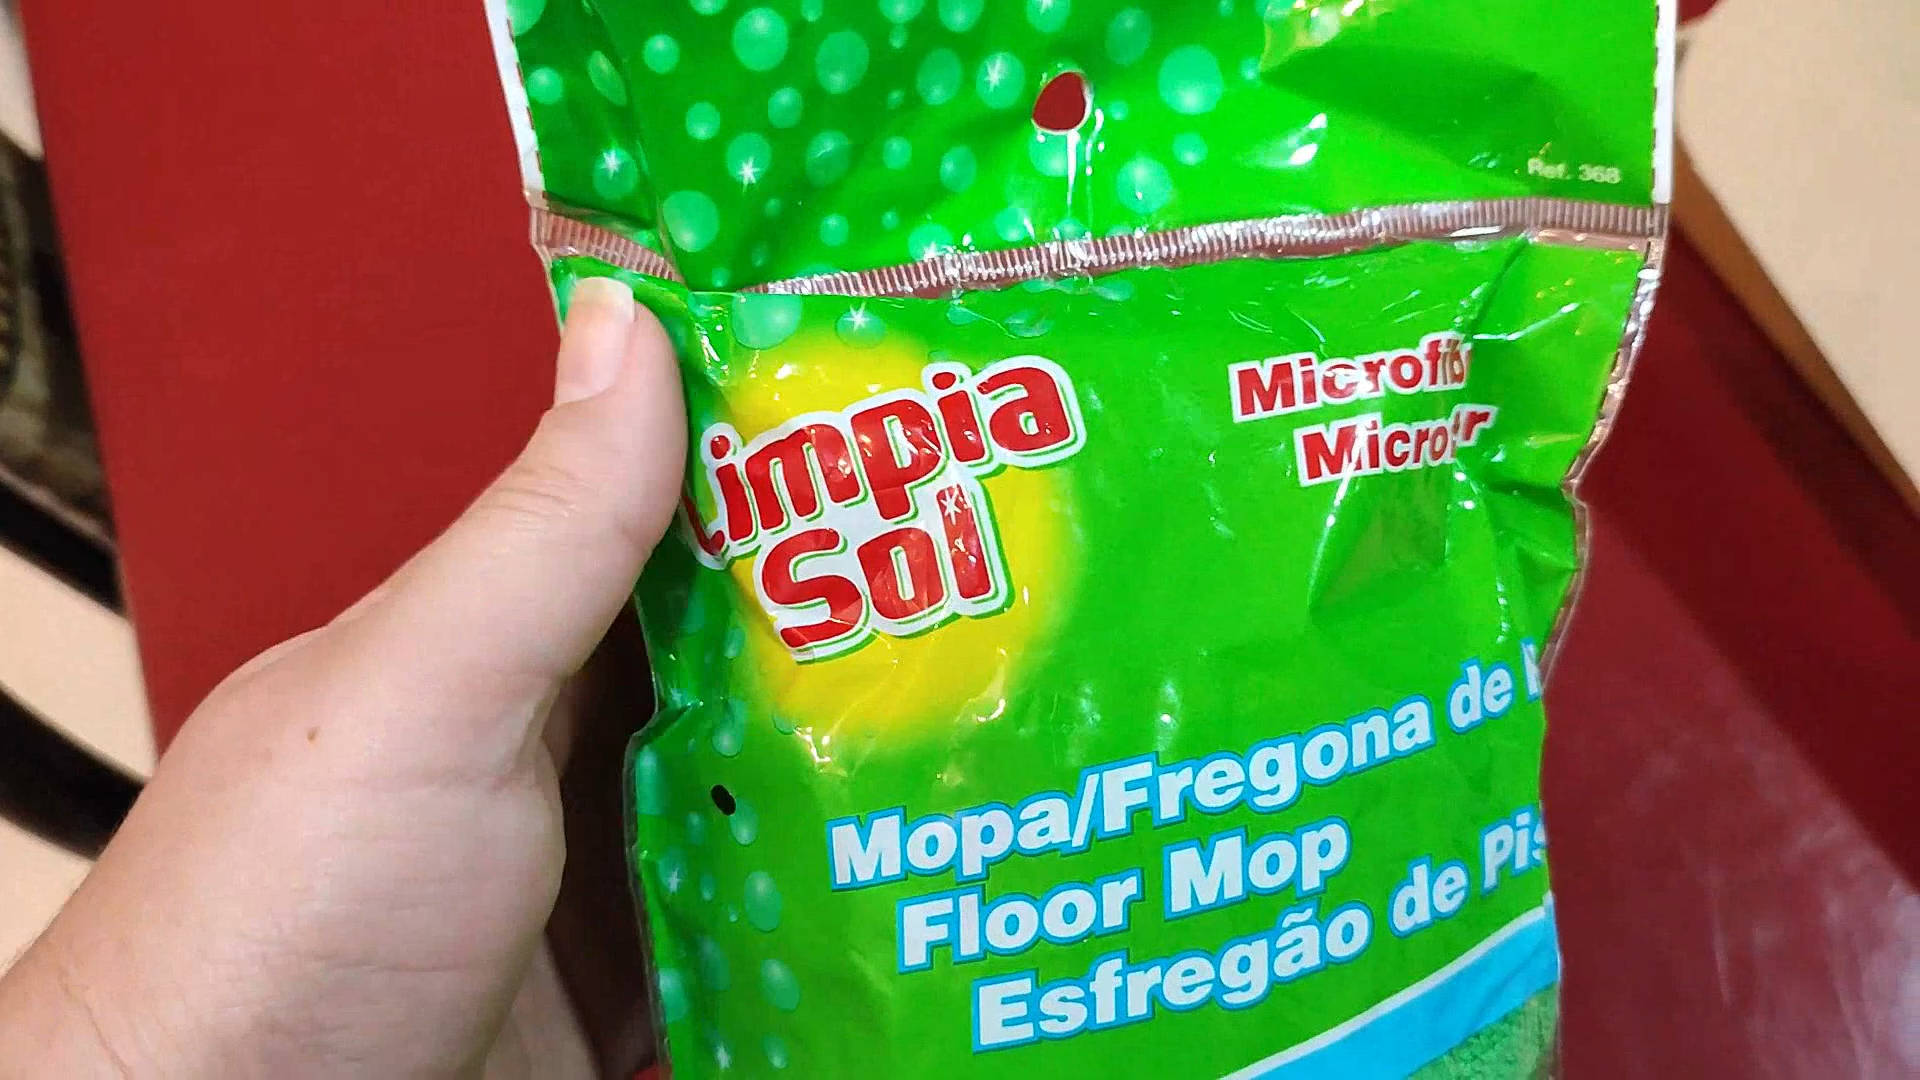 Ref. 368
Limpia
Sol
Mopa/Fregona de
Floor Mop
Esfregão de